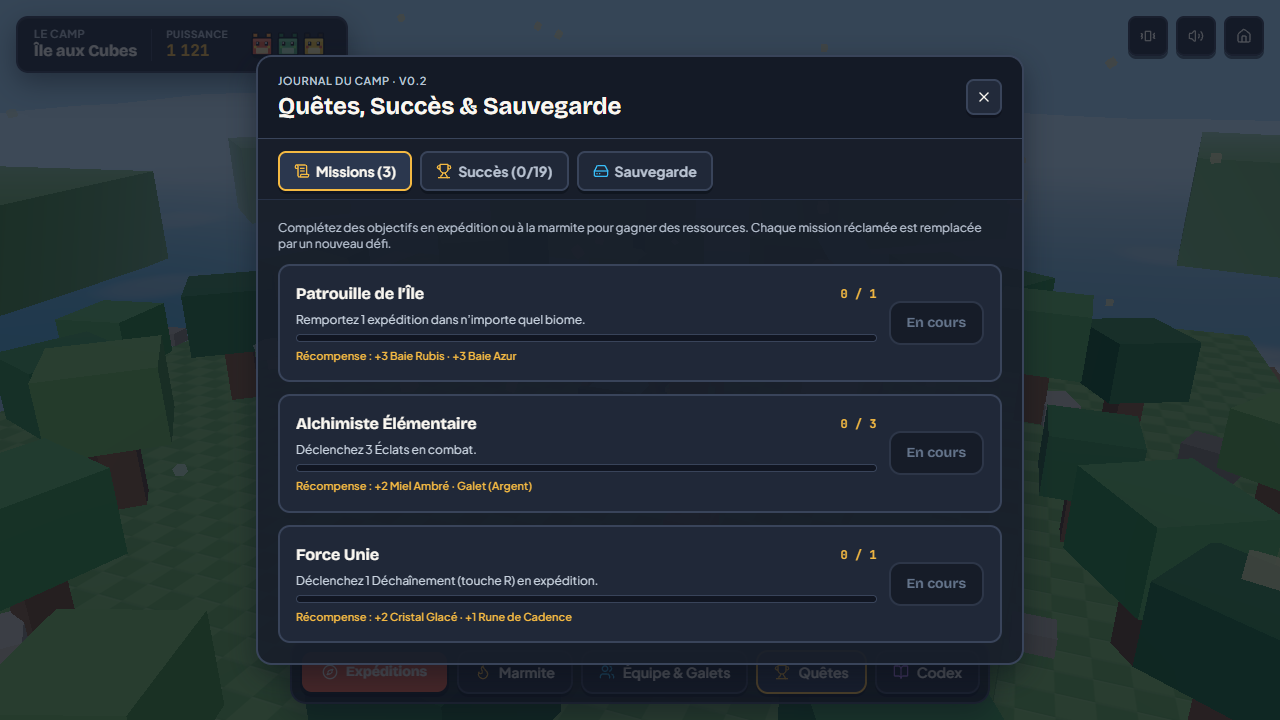 LE CAMP
Île aux Cubes
PUISSANCE
1 121
JOURNAL DU CAMP · V0.2
Quêtes, Succès & Sauvegarde
Missions (3)
Succès (0/19)
Sauvegarde
Complétez des objectifs en expédition ou à la marmite pour gagner des ressources. Chaque mission réclamée est remplacée
par un nouveau défi.
Patrouille de l'Île
0 / 1
Remportez 1 expédition dans n'importe quel biome.
En cours
Récompense : +3 Baie Rubis · +3 Baie Azur
Alchimiste Élémentaire
0 / 3
Déclenchez 3 Éclats en combat.
En cours
Récompense : +2 Miel Ambré · Galet (Argent)
Force Unie
0 / 1
Déclenchez 1 Déchaînement (touche R) en expédition.
En cours
Récompense : +2 Cristal Glacé · +1 Rune de Cadence
Expéditions
Marmite
Équipe & Galets
Quêtes
Codex